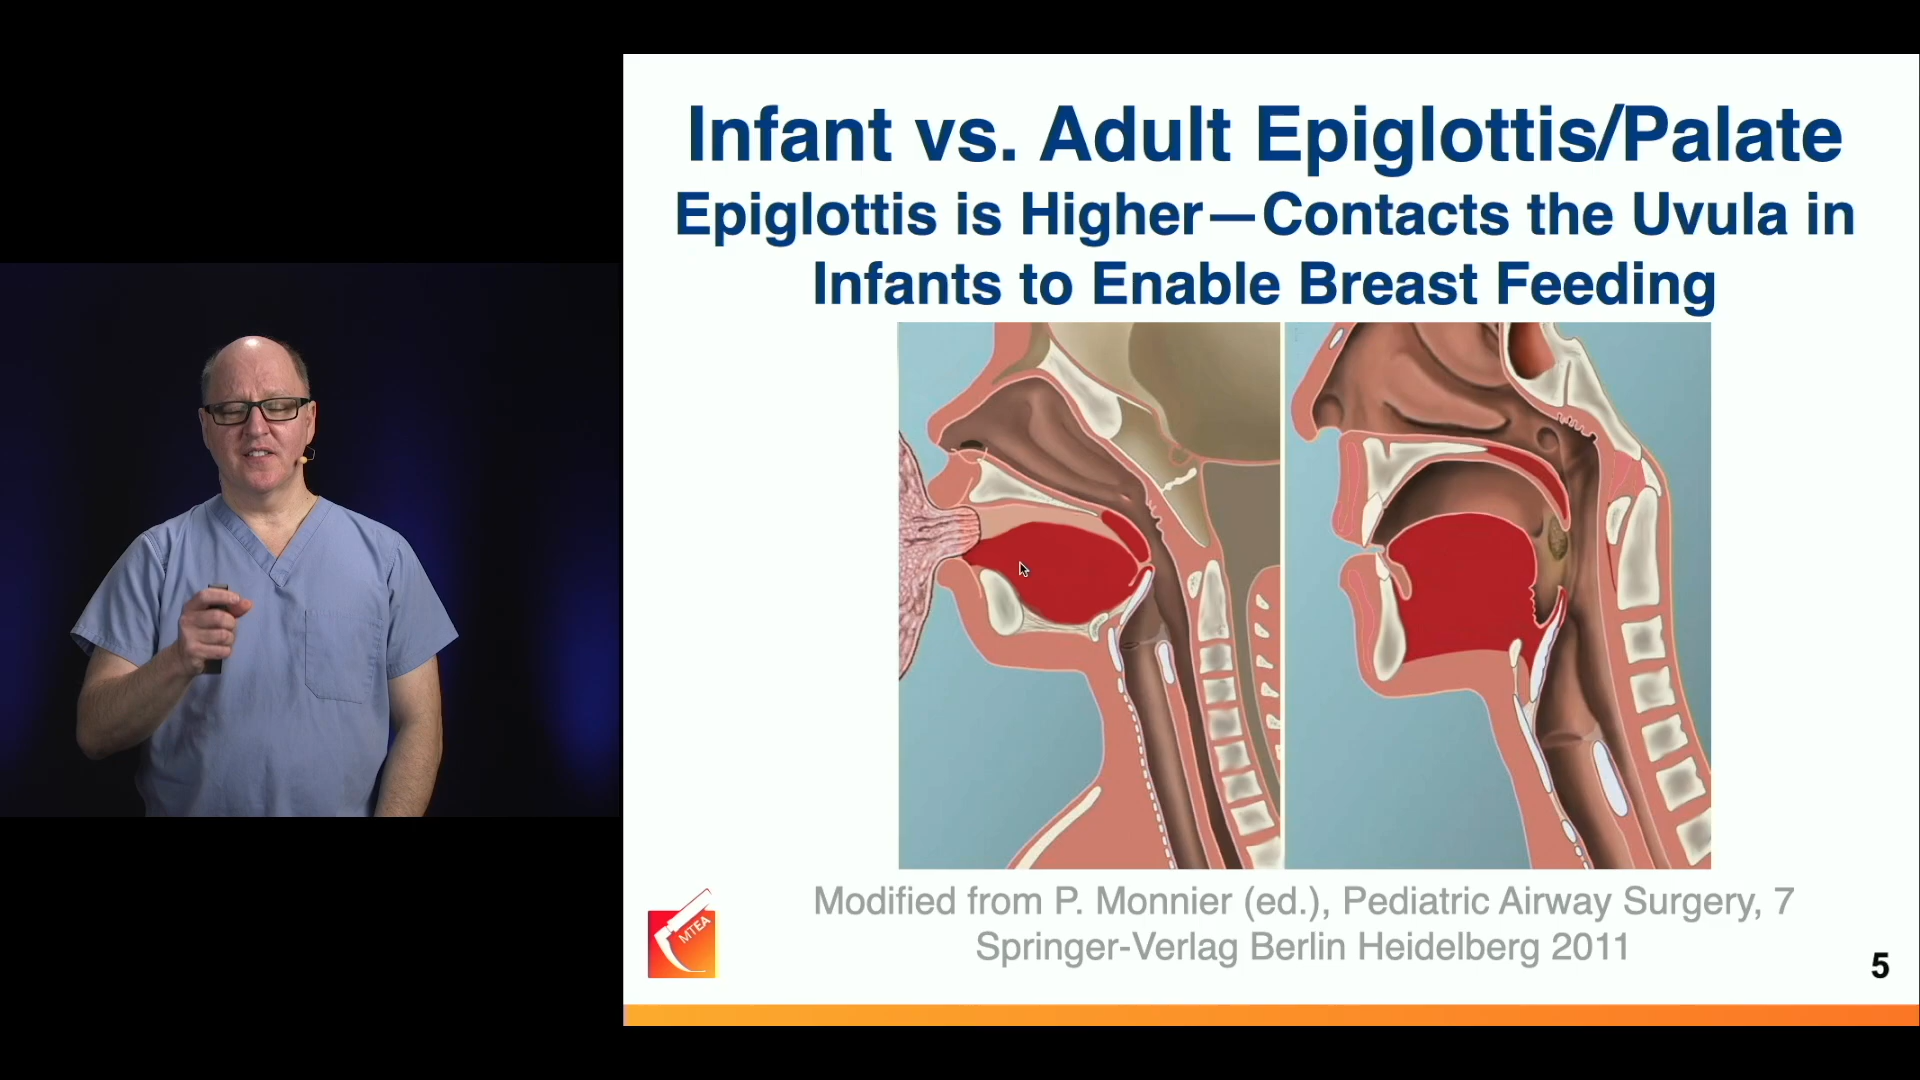 Infant vs. Adult Epiglottis/Palate
Epiglottis is Higher—Contacts the Uvula in
Infants to Enable Breast Feeding
Modified from P. Monnier (ed.), Pediatric Airway Surgery, 7
Springer-Verlag Berlin Heidelberg 2011
MTEA
5